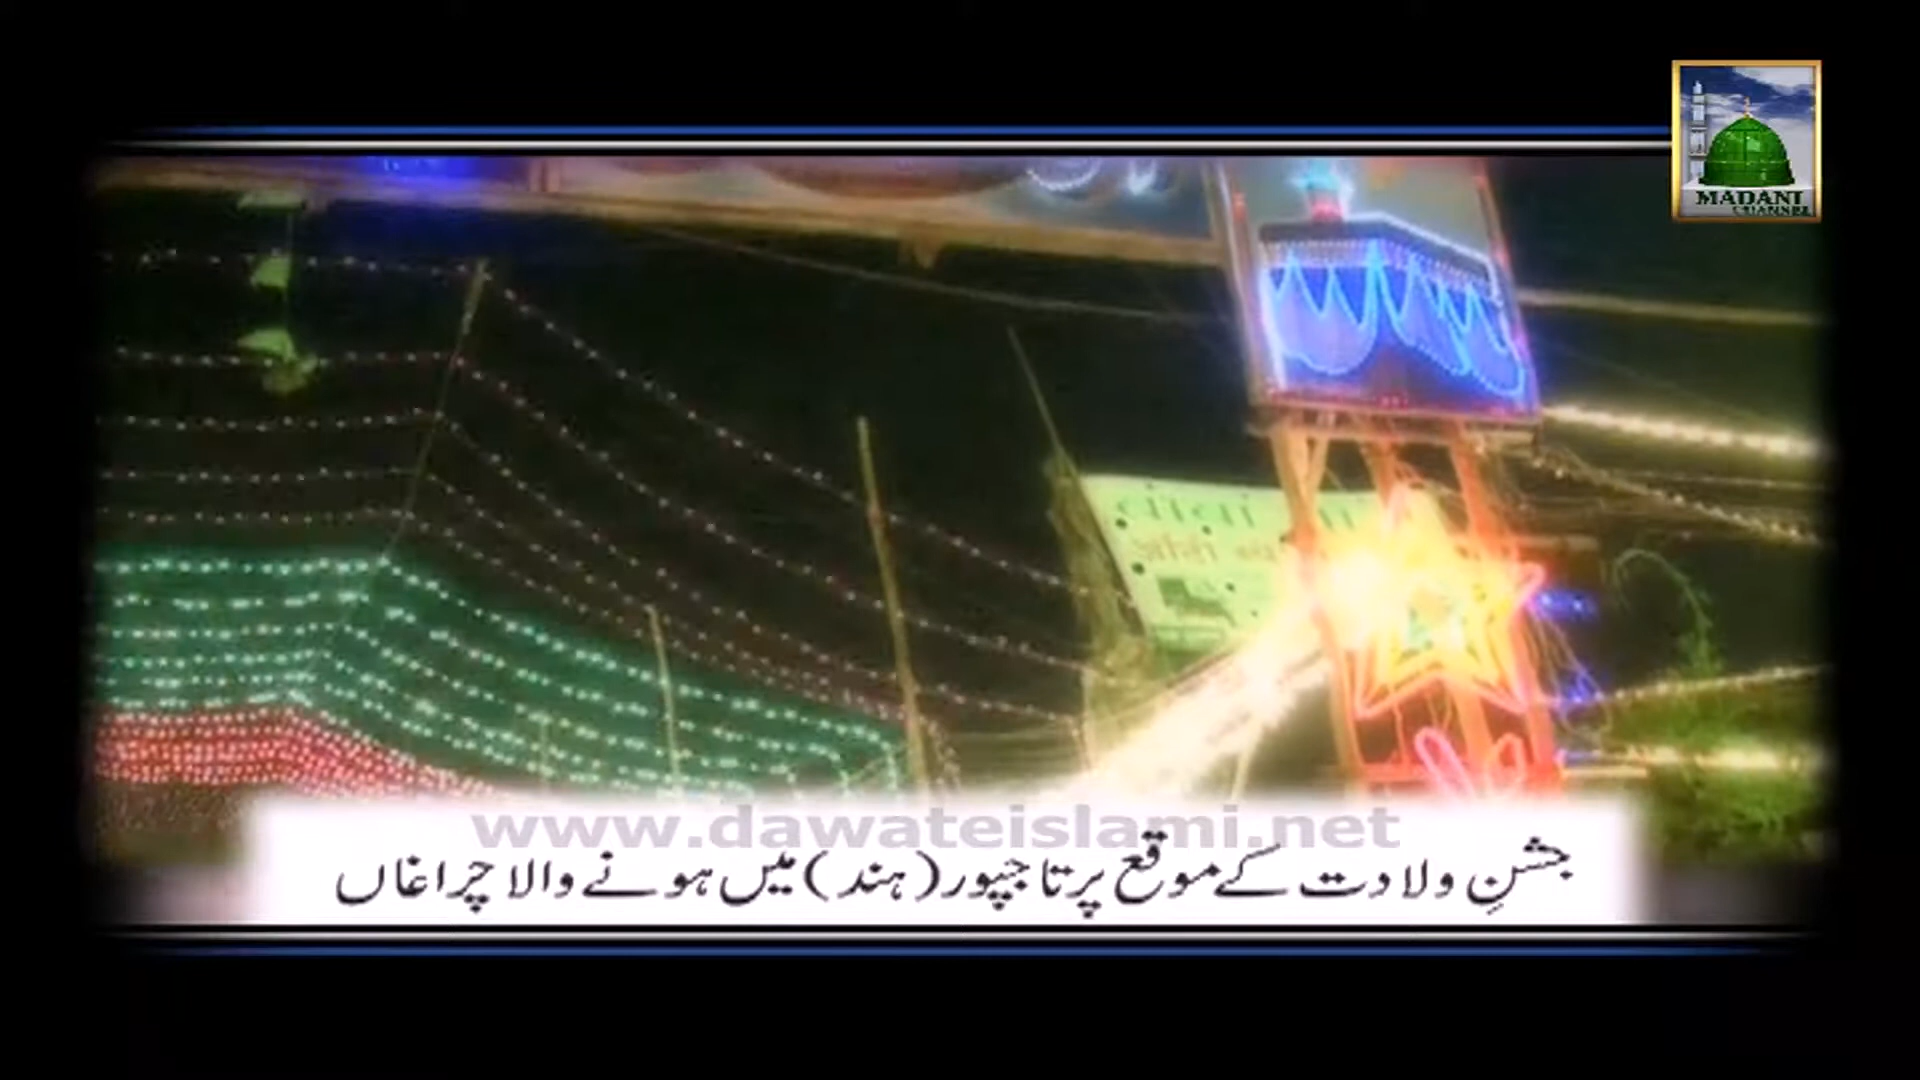 MADANI
CHANNEL
www.dawateislami.net
جشنِ ولادت کے موقع پر تاجپور (ہند) میں ہونے والا چراغاں